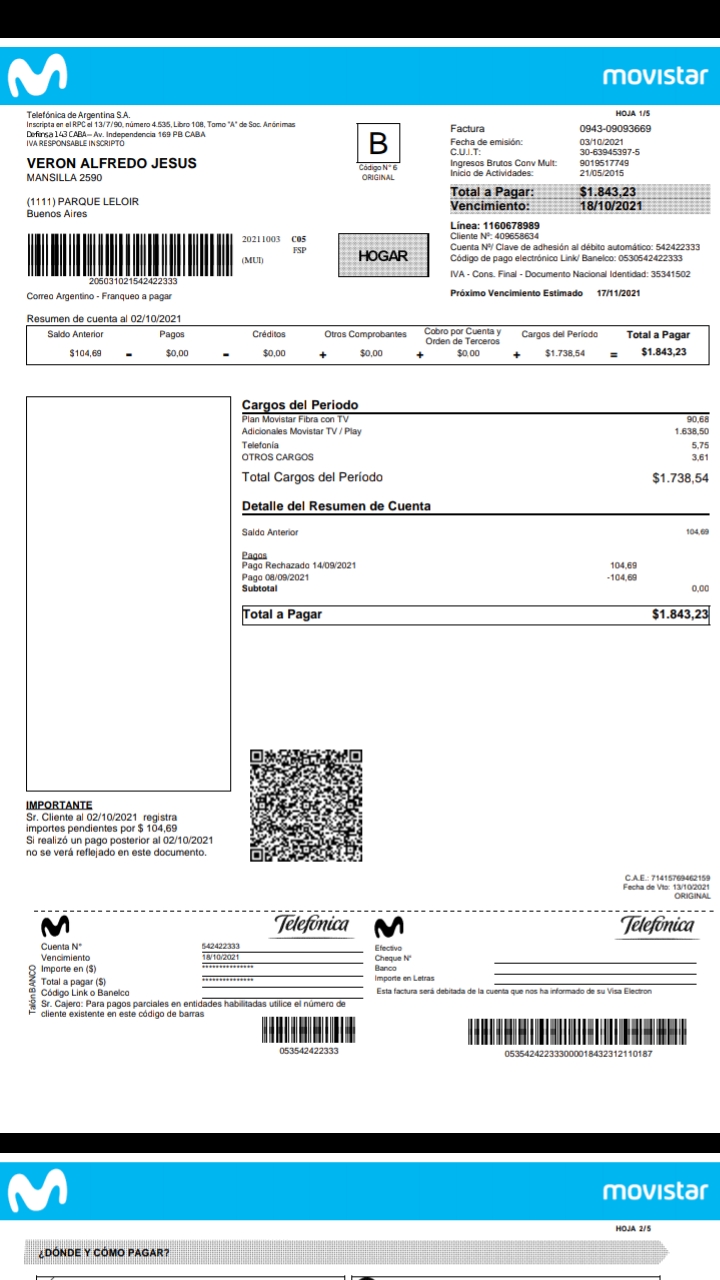 movistar
HOJA 1/5
Telefónica de Argentina S.A.
Inscripta en el RPC el 13/7/90, número 4.535, Libro 108, Tomo "A" de Soc. Anónimas
Defensa 143 CABA– Av. Independencia 169 PB CABA
IVA RESPONSABLE INSCRIPTO
VERON ALFREDO JESUS
MANSILLA 2590
(1111) PARQUE LELOIR
Buenos Aires
B
Código N° 6
ORIGINAL
Factura 0943-09093669
Fecha de emisión: 03/10/2021
C.U.I.T: 30-63945397-5
Ingresos Brutos Conv Mult: 9019517749
Inicio de Actividades: 21/05/2015
Total a Pagar: $1.843,23
Vencimiento: 18/10/2021
Línea: 1160678989
Cliente Nº: 409658634
Cuenta Nº/ Clave de adhesión al débito automático: 542422333
Código de pago electrónico Link/ Banelco: 0530542422333
IVA - Cons. Final - Documento Nacional Identidad: 35341502
Próximo Vencimiento Estimado 17/11/2021
20211003 C05
FSP
(MUI)
HOGAR
205031021542422333
Correo Argentino - Franqueo a pagar
Resumen de cuenta al 02/10/2021
Saldo Anterior Pagos Créditos Otros Comprobantes Cobro por Cuenta y Orden de Terceros Cargos del Período Total a Pagar
$104,69 - $0,00 - $0,00 + $0,00 + $0,00 + $1.738,54 = $1.843,23
Cargos del Periodo
Plan Movistar Fibra con TV 90,68
Adicionales Movistar TV / Play 1.638,50
Telefonía 5,75
OTROS CARGOS 3,61
Total Cargos del Período $1.738,54
Detalle del Resumen de Cuenta
Saldo Anterior 104,69
Pagos
Pago Rechazado 14/09/2021 104,69
Pago 08/09/2021 -104,69
Subtotal 0,00
Total a Pagar $1.843,23
IMPORTANTE
Sr. Cliente al 02/10/2021 registra
importes pendientes por $ 104,69
Si realizó un pago posterior al 02/10/2021
no se verá reflejado en este documento.
C.A.E.: 71415769462159
Fecha de Vto: 13/10/2021
ORIGINAL
Telefónica
Talón BANCO
Cuenta N° 542422333
Vencimiento 18/10/2021
Importe en ($) ***************
Total a pagar ($) ***************
Código Link o Banelco
Sr. Cajero: Para pagos parciales en entidades habilitadas utilice el número de
cliente existente en este código de barras
053542422333
Telefónica
Efectivo
Cheque N°
Banco
Importe en Letras
Esta factura será debitada de la cuenta que nos ha informado de su Visa Electron
053542422333000018432312110187
movistar
HOJA 2/5
¿DÓNDE Y CÓMO PAGAR?